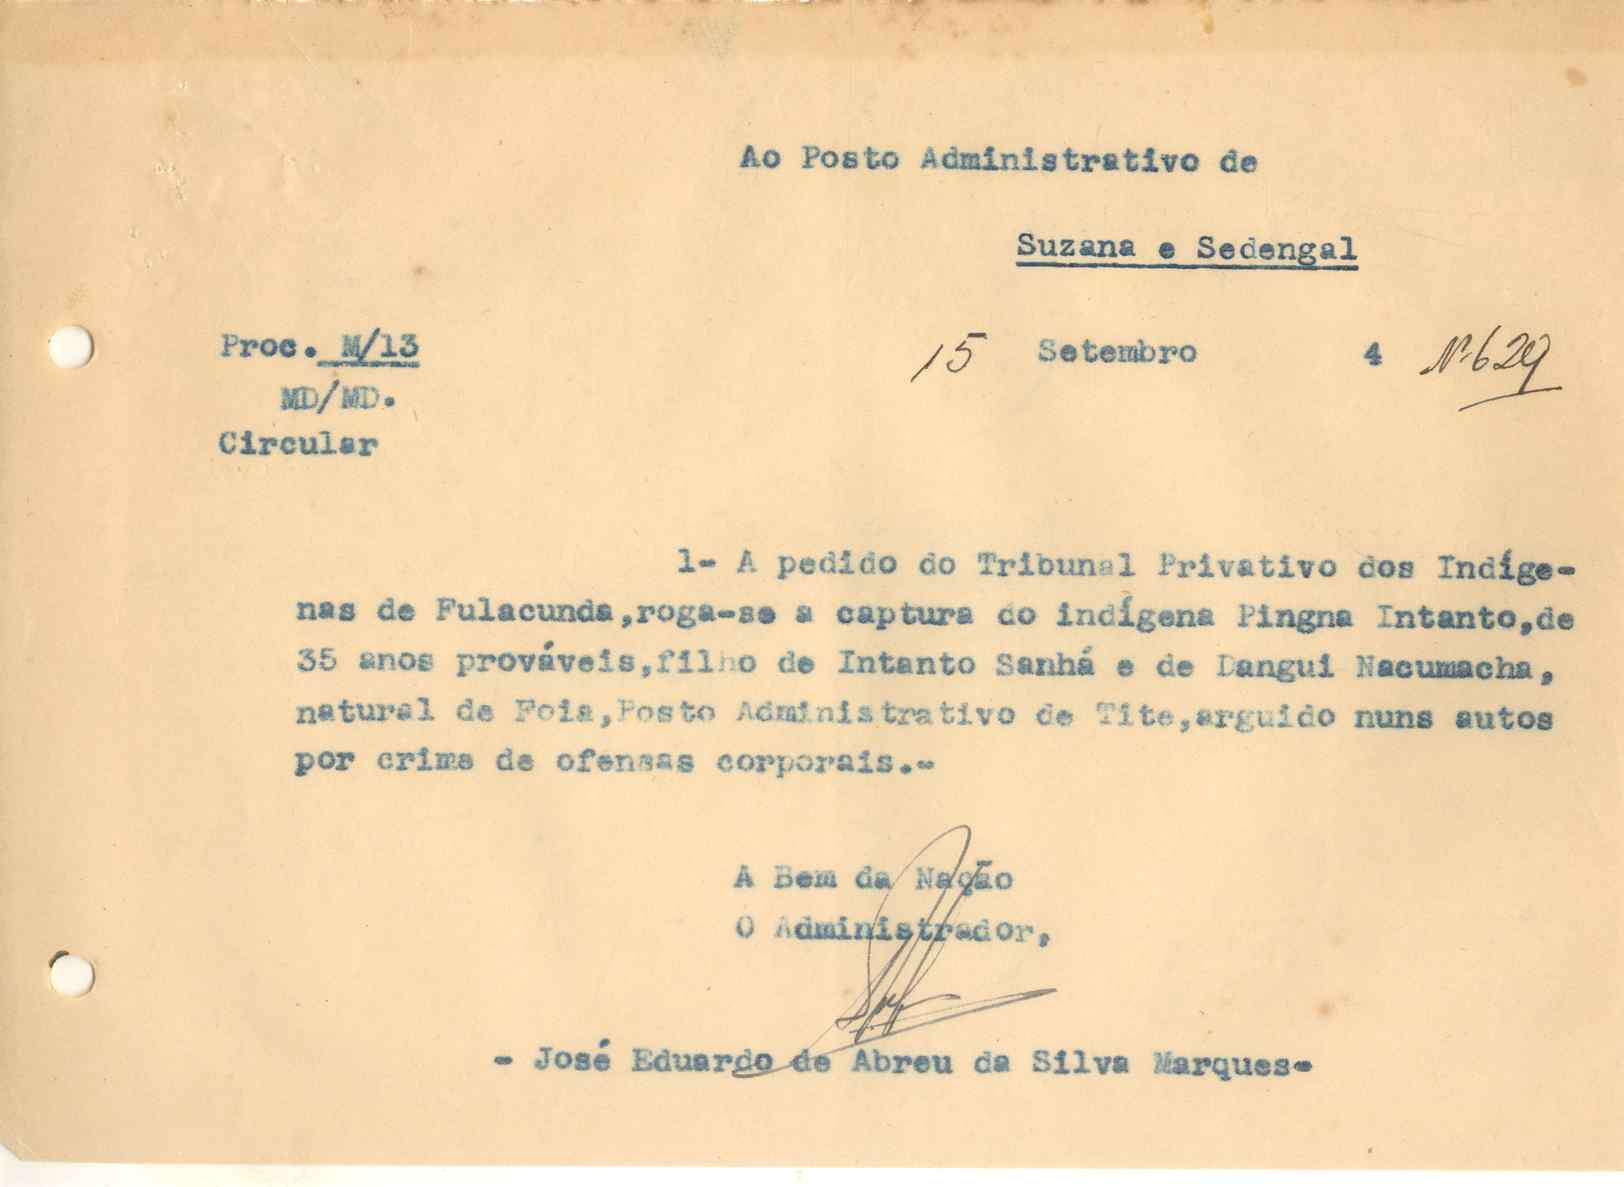 Ao Posto Administrativo de
Suzana e Sedengal
Proc. M/13
15 Setembro 4 Nº 629
MD/MD.
Circular
1- A pedido do Tribunal Privativo dos Indíge-
nas de Fulacunda,roga-se a captura do indígena Pingna Intanto,de
35 anos prováveis,filho de Intanto Sanhá e de Dangui Nacumacha,
natural de Foia,Posto Administrativo de Tite,arguido nuns autos
por crime de ofensas corporais.-
A Bem da Nação
O Administrador,
- José Eduardo de Abreu da Silva Marques-